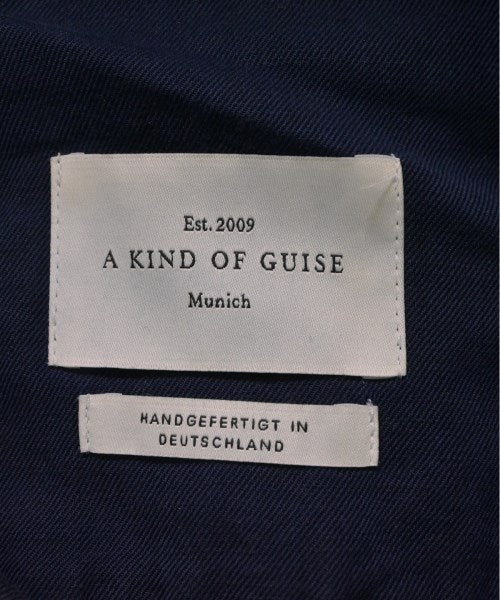 Est. 2009
A KIND OF GUISE
Munich
HANDGEFERTIGT IN
DEUTSCHLAND